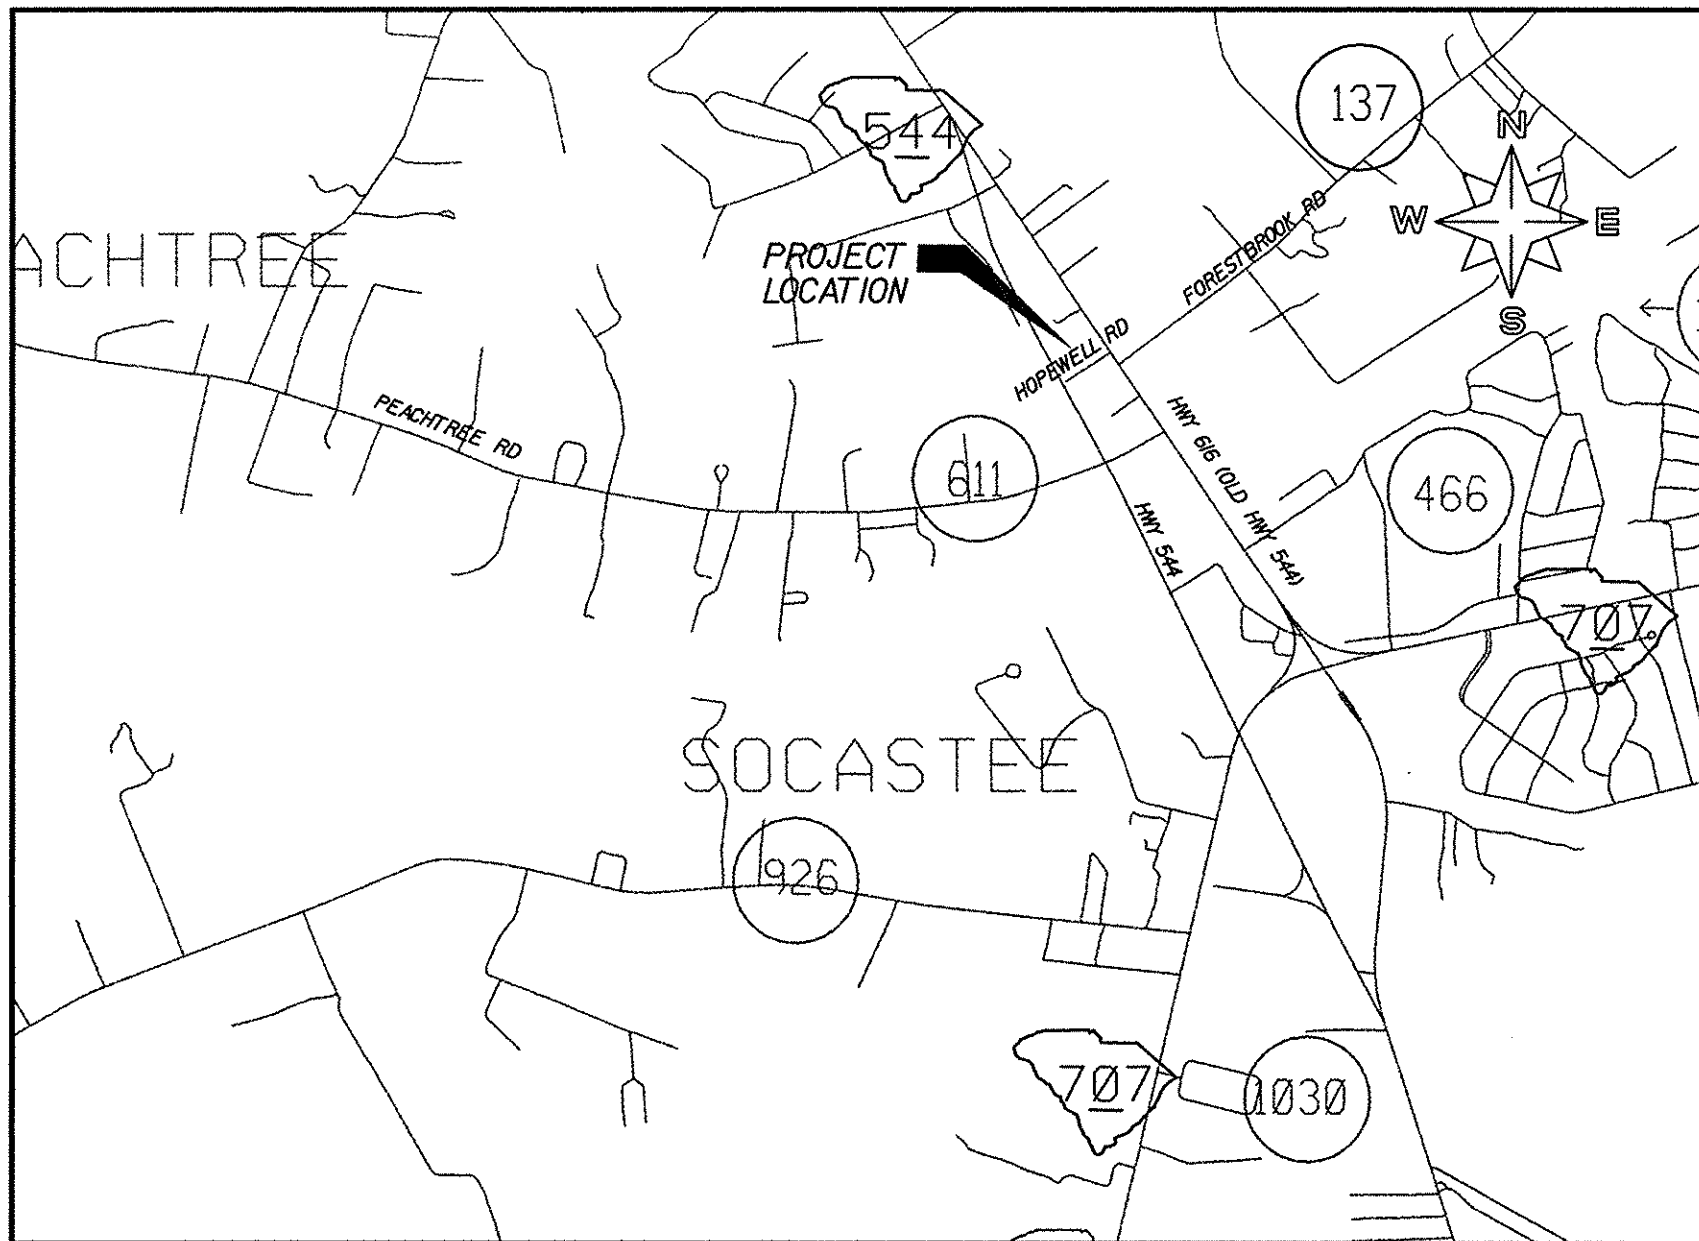 137
N
544
W
E
FORESTBROOK RD
ACHTREE
PROJECT
LOCATION
S
HOPEWELL RD
PEACHTREE RD
HWY 616 (OLD HWY 544)
611
466
HWY 544
707
SOCASTEE
926
707
1030